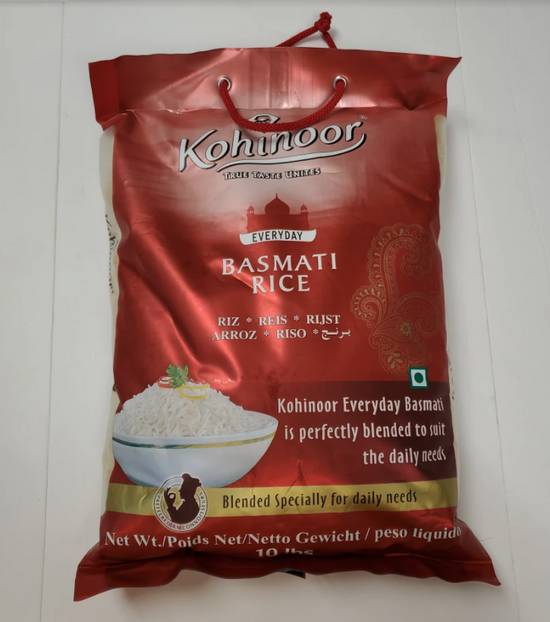 Kohinoor
TRUE TASTE UNITES
EVERYDAY
BASMATI
RICE
RIZ * REIS * RIJST
ARROZ * RISO * برنج
Kohinoor Everyday Basmati
is perfectly blended to suit
the daily needs
Blended Specially for daily needs
Net Wt./Poids Net/Netto Gewicht / peso liquido
10 lbs